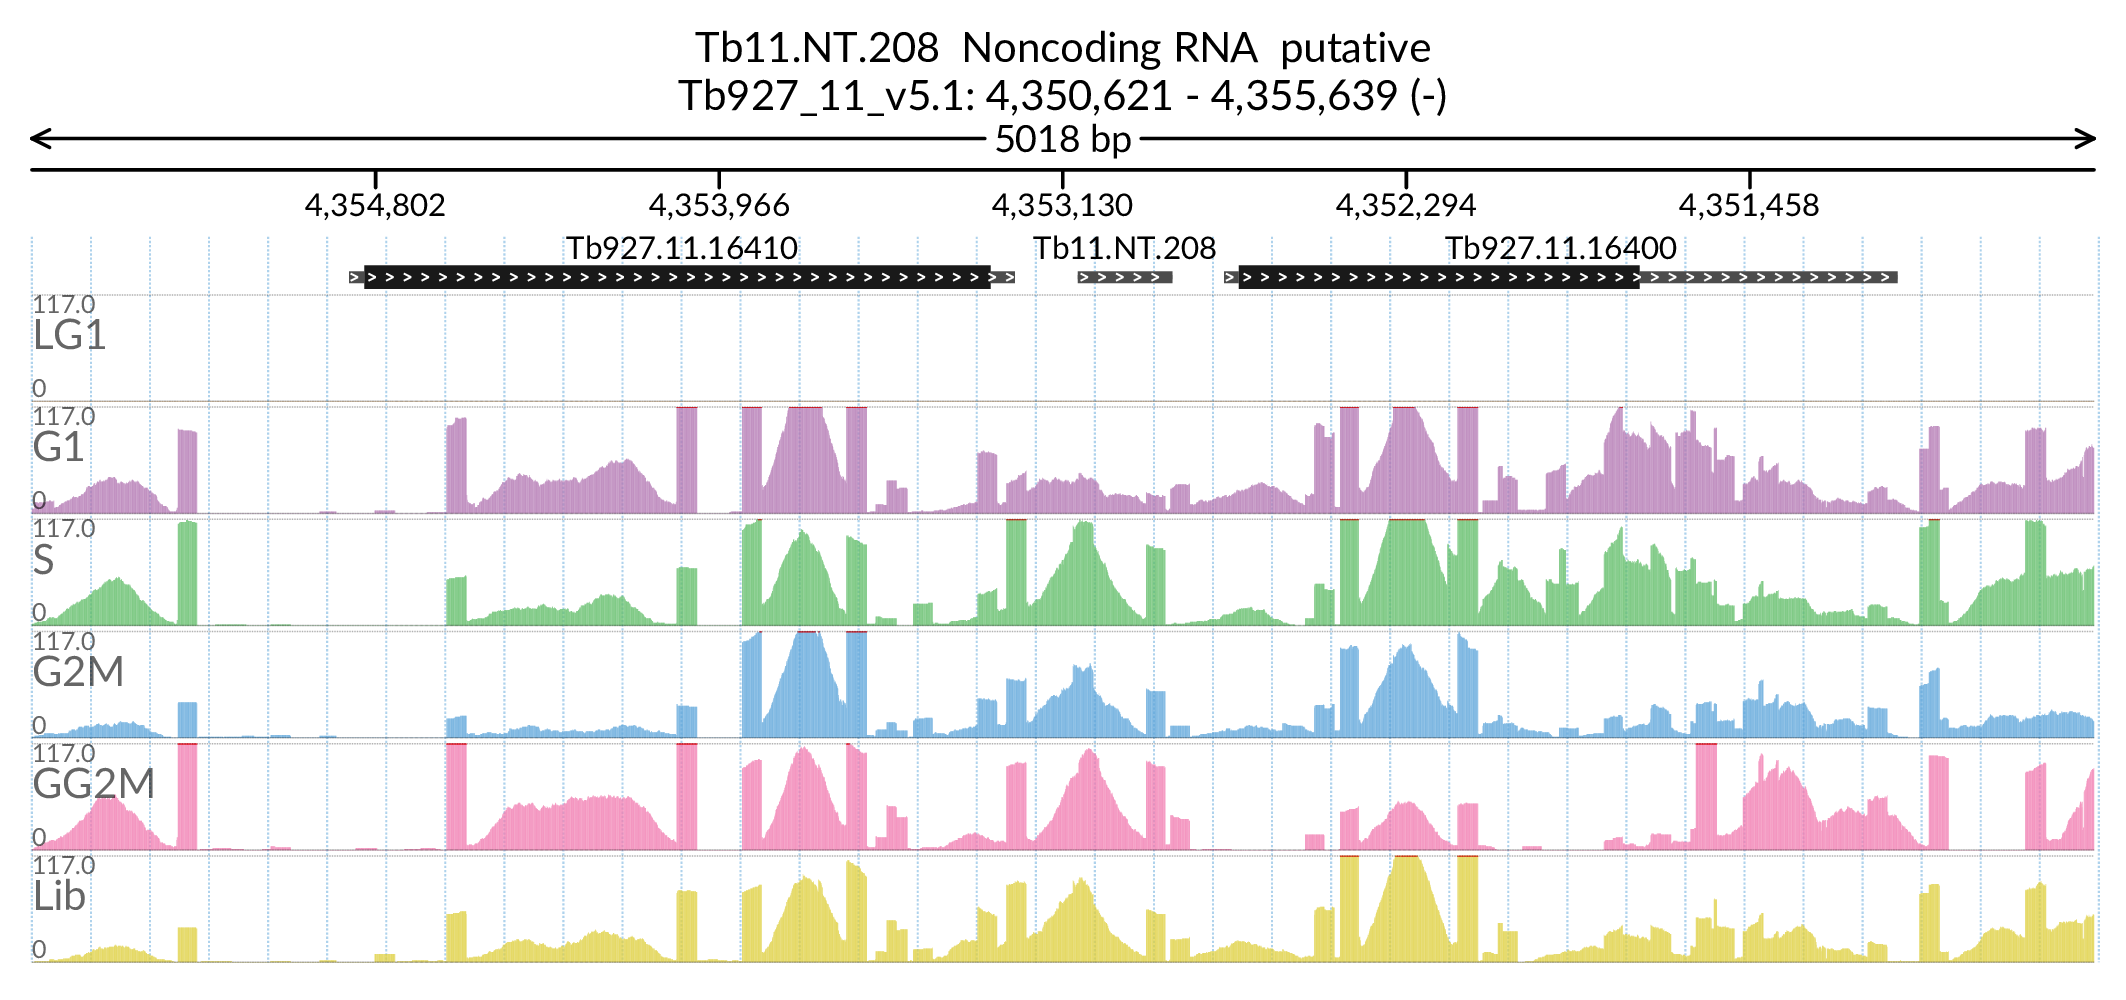 Tb11.NT.208 Noncoding RNA putative
Tb927_11_v5.1: 4,350,621 - 4,355,639 (-)
5018 bp
4,354,802 4,353,966 4,353,130 4,352,294 4,351,458
Tb927.11.16410 Tb11.NT.208 Tb927.11.16400
117.0
LG1
0
117.0
G1
0
117.0
S
0
117.0
G2M
0
117.0
GG2M
0
117.0
Lib
0